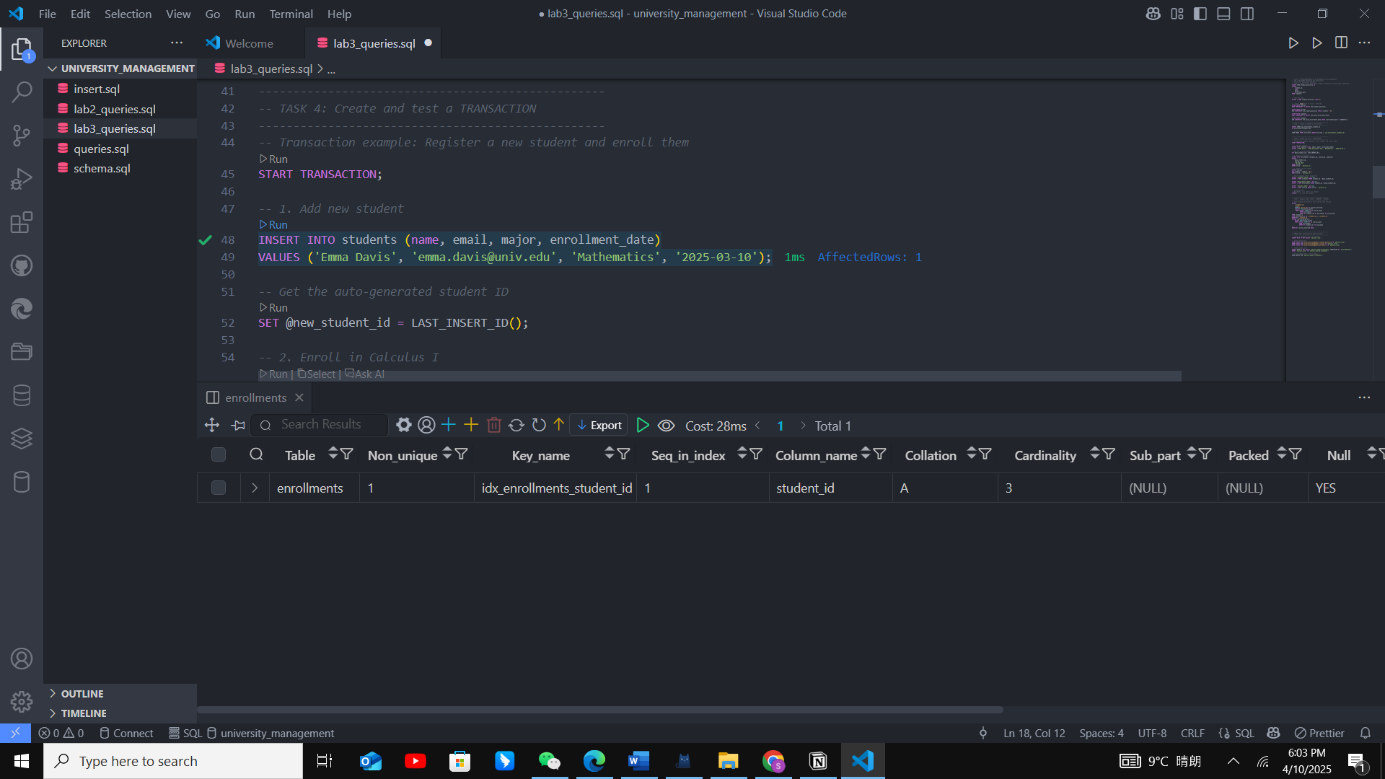 File Edit Selection View Go Run Terminal Help
● lab3_queries.sql - university_management - Visual Studio Code
EXPLORER
Welcome
lab3_queries.sql ●
UNIVERSITY_MANAGEMENT
lab3_queries.sql > ...
insert.sql
lab2_queries.sql
lab3_queries.sql
queries.sql
schema.sql
41 --------------------------------------------------
42 -- TASK 4: Create and test a TRANSACTION
43 --------------------------------------------------
44 -- Transaction example: Register a new student and enroll them
Run
45 START TRANSACTION;
46
47 -- 1. Add new student
Run
48 INSERT INTO students (name, email, major, enrollment_date)
49 VALUES ('Emma Davis', 'emma.davis@univ.edu', 'Mathematics', '2025-03-10'); 1ms AffectedRows: 1
50
51 -- Get the auto-generated student ID
Run
52 SET @new_student_id = LAST_INSERT_ID();
53
54 -- 2. Enroll in Calculus I
Run | Select | Ask AI
enrollments
Search Results
Export
Cost: 28ms < 1 > Total 1
Table Non_unique Key_name Seq_in_index Column_name Collation Cardinality Sub_part Packed Null
enrollments 1 idx_enrollments_student_id 1 student_id A 3 (NULL) (NULL) YES
OUTLINE
TIMELINE
0 0 Connect SQL university_management
Ln 18, Col 12 Spaces: 4 UTF-8 CRLF {} SQL Prettier
Type here to search
9°C 晴朗
6:03 PM
4/10/2025
1